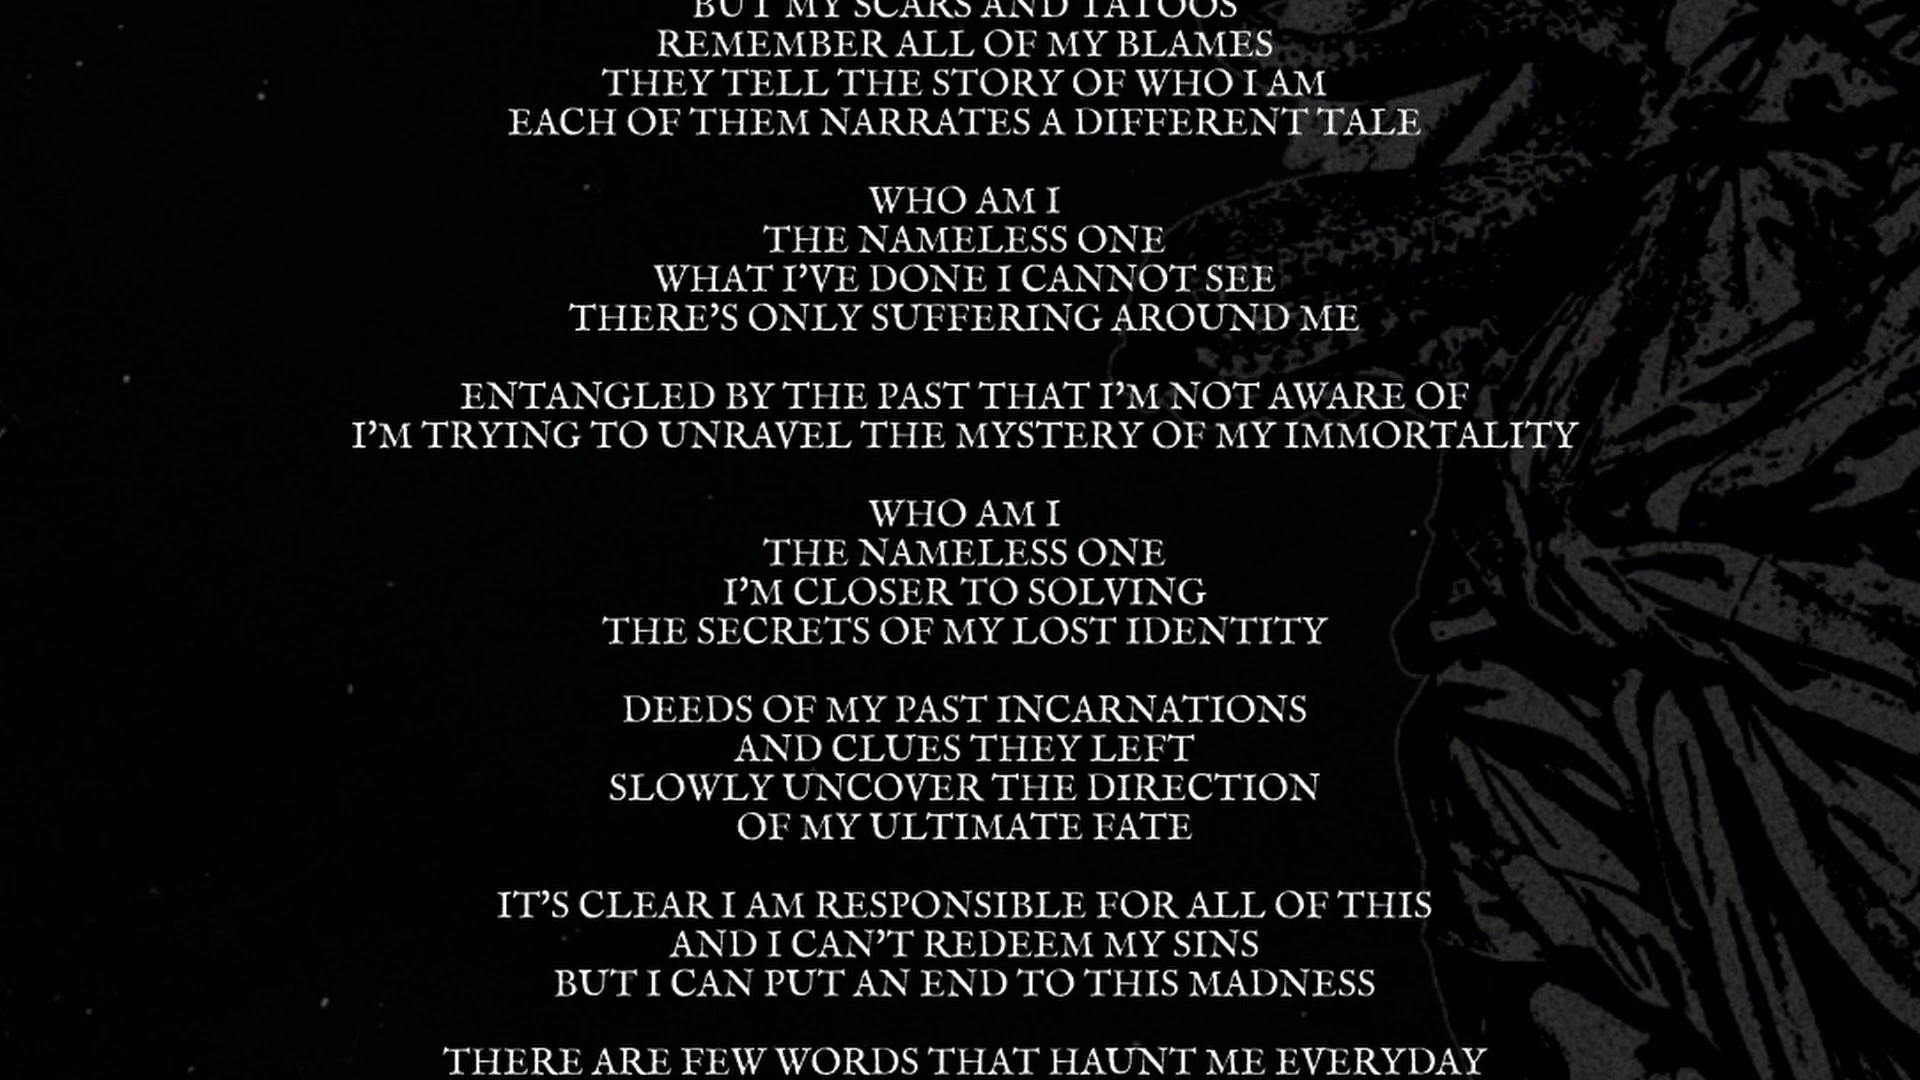 BUT MY SCARS AND TATOOS
REMEMBER ALL OF MY BLAMES
THEY TELL THE STORY OF WHO I AM
EACH OF THEM NARRATES A DIFFERENT TALE
WHO AM I
THE NAMELESS ONE
WHAT I'VE DONE I CANNOT SEE
THERE'S ONLY SUFFERING AROUND ME
ENTANGLED BY THE PAST THAT I'M NOT AWARE OF
I'M TRYING TO UNRAVEL THE MYSTERY OF MY IMMORTALITY
WHO AM I
THE NAMELESS ONE
I'M CLOSER TO SOLVING
THE SECRETS OF MY LOST IDENTITY
DEEDS OF MY PAST INCARNATIONS
AND CLUES THEY LEFT
SLOWLY UNCOVER THE DIRECTION
OF MY ULTIMATE FATE
IT'S CLEAR I AM RESPONSIBLE FOR ALL OF THIS
AND I CAN'T REDEEM MY SINS
BUT I CAN PUT AN END TO THIS MADNESS
THERE ARE FEW WORDS THAT HAUNT ME EVERYDAY